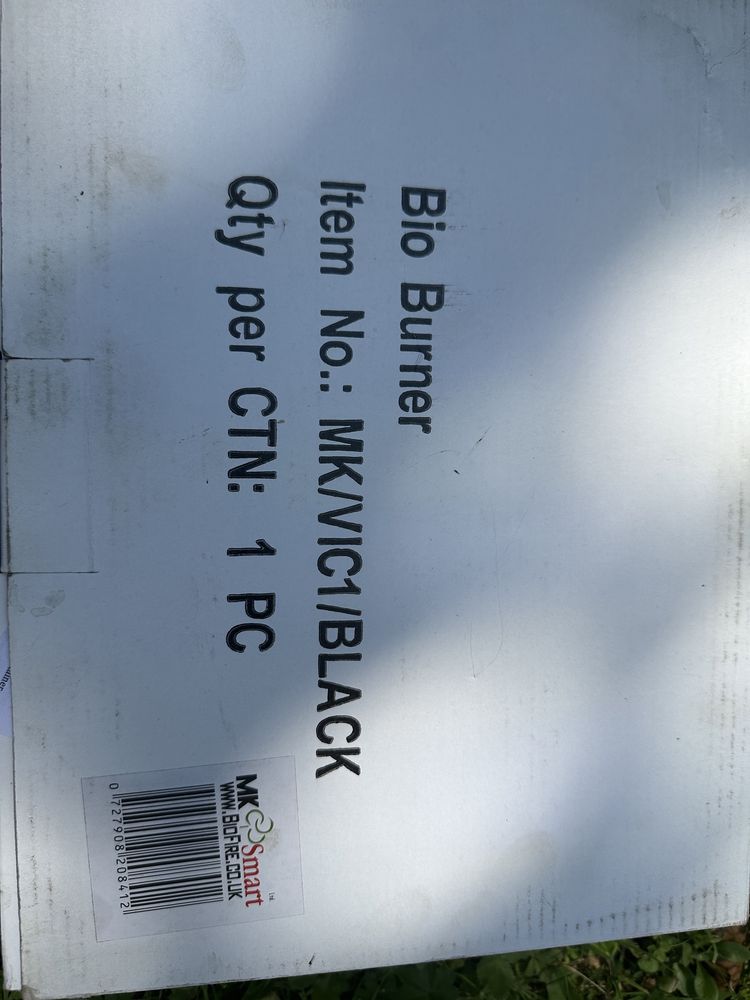 Bio Burner
Item No.: MK/VIC1/BLACK
Qty per CTN: 1 PC
MK Smart Ltd
WWW.BIOFIRE.CO.UK
0 727908 208412